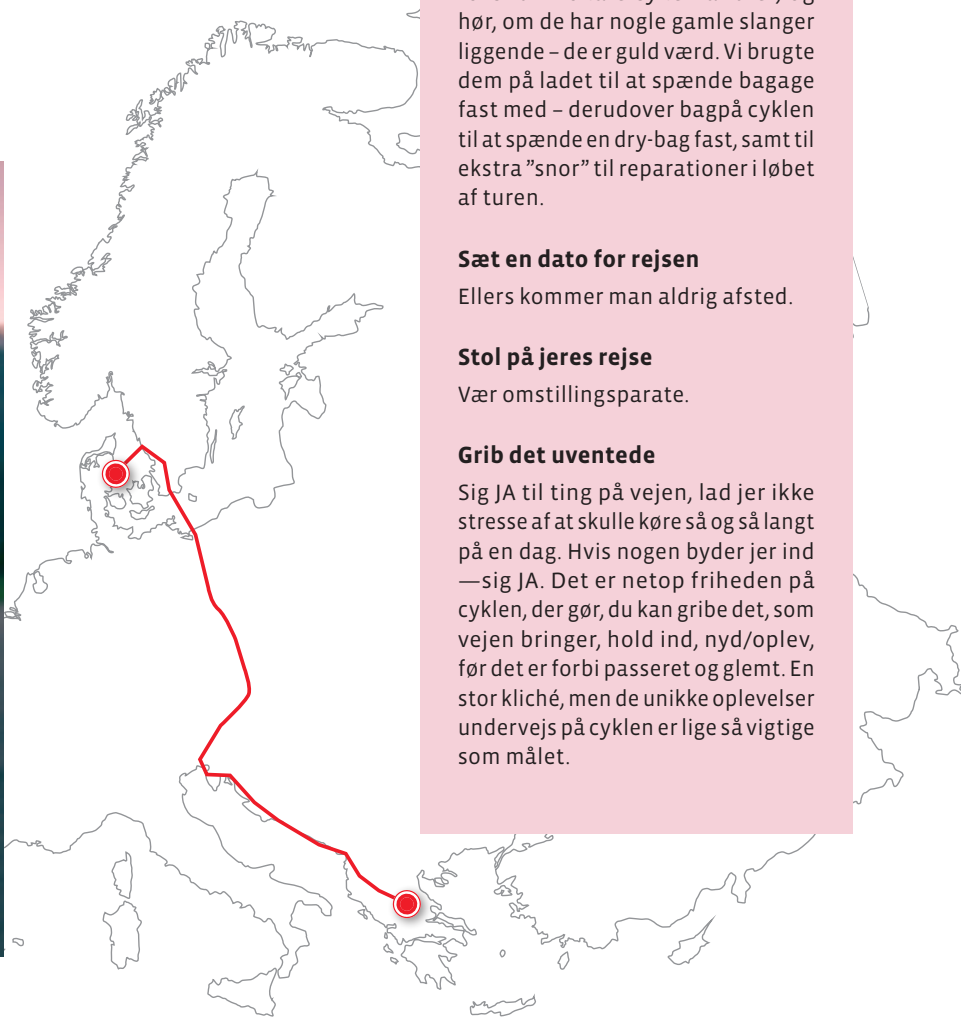 hør, om de har nogle gamle slanger
liggende – de er guld værd. Vi brugte
dem på ladet til at spænde bagage
fast med – derudover bagpå cyklen
til at spænde en dry-bag fast, samt til
ekstra ”snor” til reparationer i løbet
af turen.
Sæt en dato for rejsen
Ellers kommer man aldrig afsted.
Stol på jeres rejse
Vær omstillingsparate.
Grib det uventede
Sig JA til ting på vejen, lad jer ikke
stresse af at skulle køre så og så langt
på en dag. Hvis nogen byder jer ind
—sig JA. Det er netop friheden på
cyklen, der gør, du kan gribe det, som
vejen bringer, hold ind, nyd/oplev,
før det er forbi passeret og glemt. En
stor kliché, men de unikke oplevelser
undervejs på cyklen er lige så vigtige
som målet.